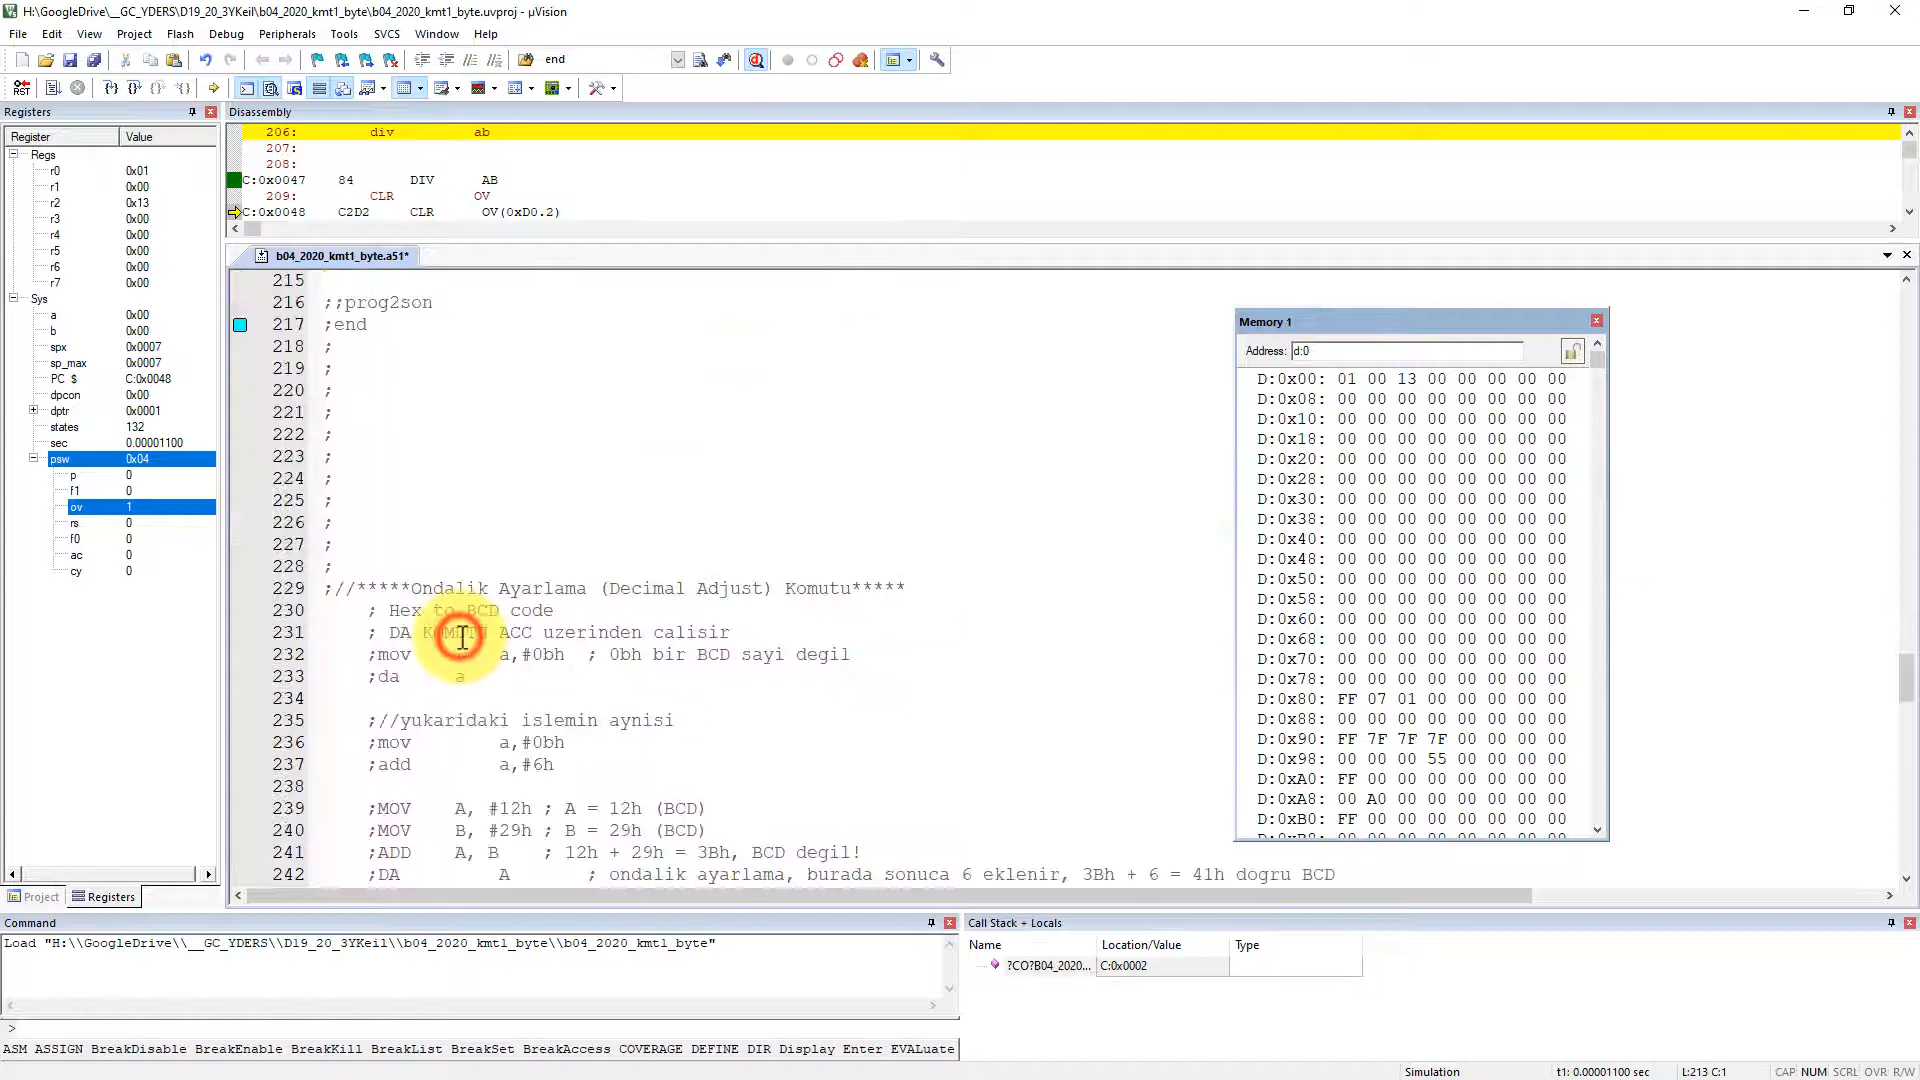 H:\GoogleDrive\__GC_YDERS\D19_20_3YKeil\b04_2020_kmt1_byte\b04_2020_kmt1_byte.uvproj - µVision
File Edit View Project Flash Debug Peripherals Tools SVCS Window Help
end
Registers
Register Value
Regs
r0 0x01
r1 0x00
r2 0x13
r3 0x00
r4 0x00
r5 0x00
r6 0x00
r7 0x00
Sys
a 0x00
b 0x00
spx 0x0007
sp_max 0x0007
PC $ C:0x0048
dpcon 0x00
dptr 0x0001
states 132
sec 0.00001100
psw 0x04
p 0
f1 0
ov 1
rs 0
f0 0
ac 0
cy 0
Project Registers
Disassembly
206: div ab
207:
208:
C:0x0047 84 DIV AB
209: CLR OV
C:0x0048 C2D2 CLR OV(0xD0.2)
b04_2020_kmt1_byte.a51*
215
216 ;;prog2son
217 ;end
218 ;
219 ;
220 ;
221 ;
222 ;
223 ;
224 ;
225 ;
226 ;
227 ;
228 ;
229 ;//*****Ondalik Ayarlama (Decimal Adjust) Komutu*****
230 ; Hex to BCD code
231 ; DA KOMUTU ACC uzerinden calisir
232 ;mov a,#0bh ; 0bh bir BCD sayi degil
233 ;da a
234
235 ;//yukaridaki islemin aynisi
236 ;mov a,#0bh
237 ;add a,#6h
238
239 ;MOV A, #12h ; A = 12h (BCD)
240 ;MOV B, #29h ; B = 29h (BCD)
241 ;ADD A, B ; 12h + 29h = 3Bh, BCD degil!
242 ;DA A ; ondalik ayarlama, burada sonuca 6 eklenir, 3Bh + 6 = 41h dogru BCD
Memory 1
Address: d:0
D:0x00: 01 00 13 00 00 00 00 00
D:0x08: 00 00 00 00 00 00 00 00
D:0x10: 00 00 00 00 00 00 00 00
D:0x18: 00 00 00 00 00 00 00 00
D:0x20: 00 00 00 00 00 00 00 00
D:0x28: 00 00 00 00 00 00 00 00
D:0x30: 00 00 00 00 00 00 00 00
D:0x38: 00 00 00 00 00 00 00 00
D:0x40: 00 00 00 00 00 00 00 00
D:0x48: 00 00 00 00 00 00 00 00
D:0x50: 00 00 00 00 00 00 00 00
D:0x58: 00 00 00 00 00 00 00 00
D:0x60: 00 00 00 00 00 00 00 00
D:0x68: 00 00 00 00 00 00 00 00
D:0x70: 00 00 00 00 00 00 00 00
D:0x78: 00 00 00 00 00 00 00 00
D:0x80: FF 07 01 00 00 00 00 00
D:0x88: 00 00 00 00 00 00 00 00
D:0x90: FF 7F 7F 7F 00 00 00 00
D:0x98: 00 00 00 55 00 00 00 00
D:0xA0: FF 00 00 00 00 00 00 00
D:0xA8: 00 A0 00 00 00 00 00 00
D:0xB0: FF 00 00 00 00 00 00 00
D:0xB8: 00 00 00 00 00 00 00 00
Command
Load "H:\\GoogleDrive\\__GC_YDERS\\D19_20_3YKeil\\b04_2020_kmt1_byte\\b04_2020_kmt1_byte"
>
ASM ASSIGN BreakDisable BreakEnable BreakKill BreakList BreakSet BreakAccess COVERAGE DEFINE DIR Display Enter EVALuate
Call Stack + Locals
Name Location/Value Type
?CO?B04_2020... C:0x0002
Simulation t1: 0.00001100 sec L:213 C:1 CAP NUM SCRL OVR R/W